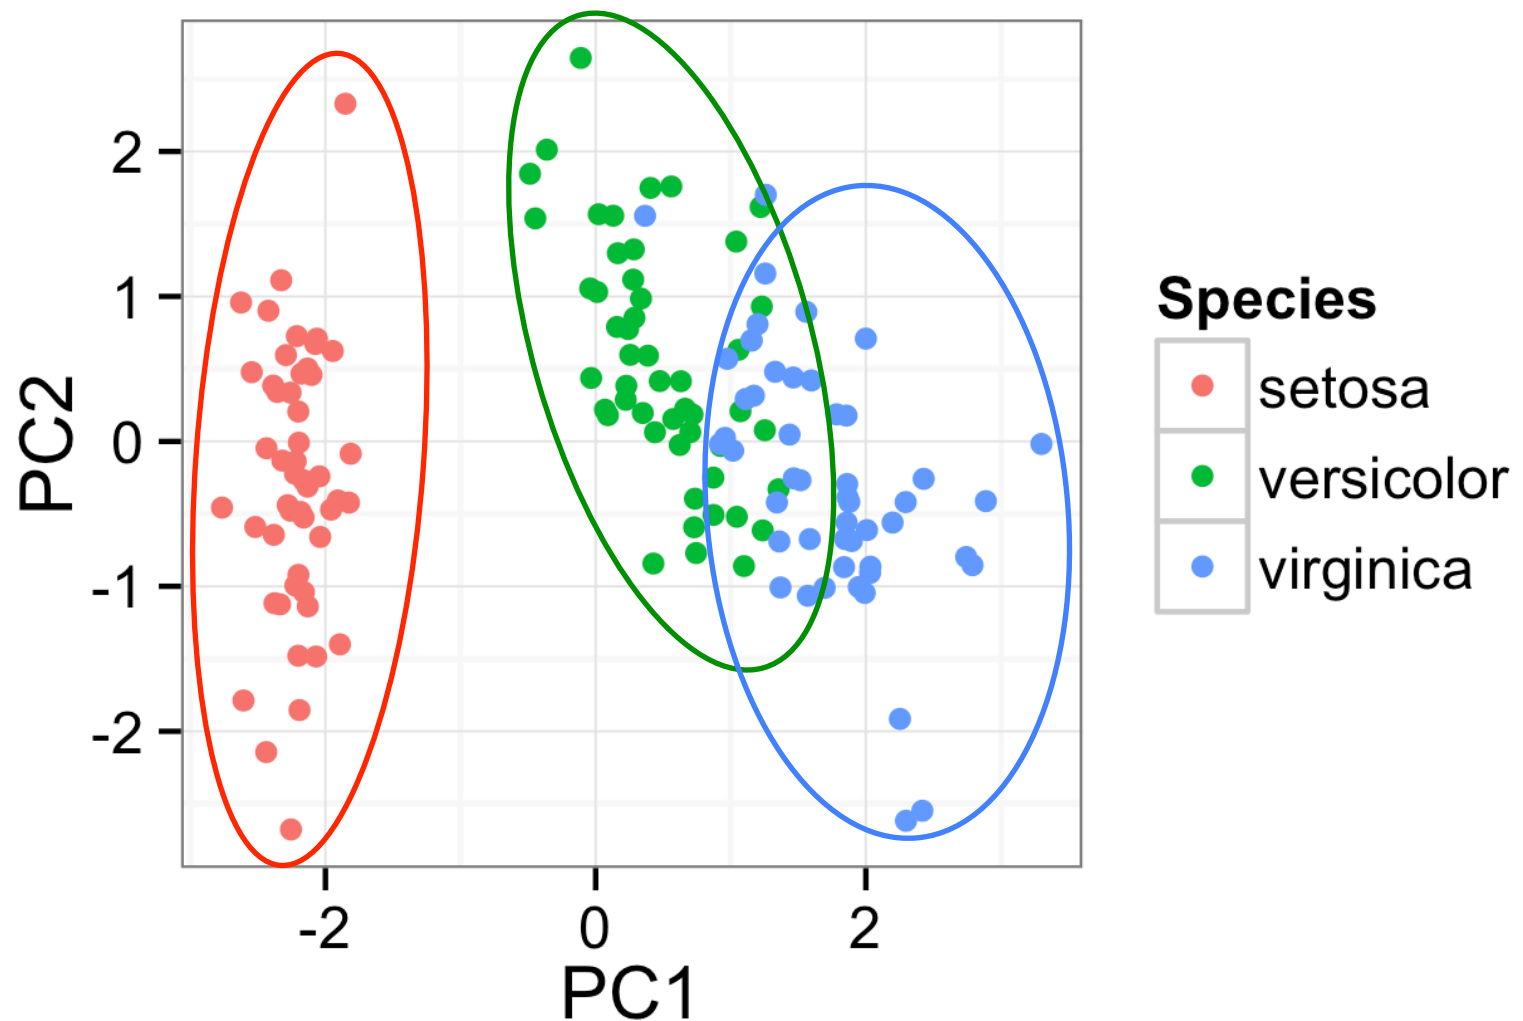 PC2
2
1
0
-1
-2
-2 0 2
PC1
Species
setosa
versicolor
virginica